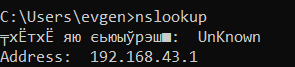 C:\Users\evgen>nslookup
╤хЁтхЁ яю єьюыўрэш■:  UnKnown
Address:  192.168.43.1